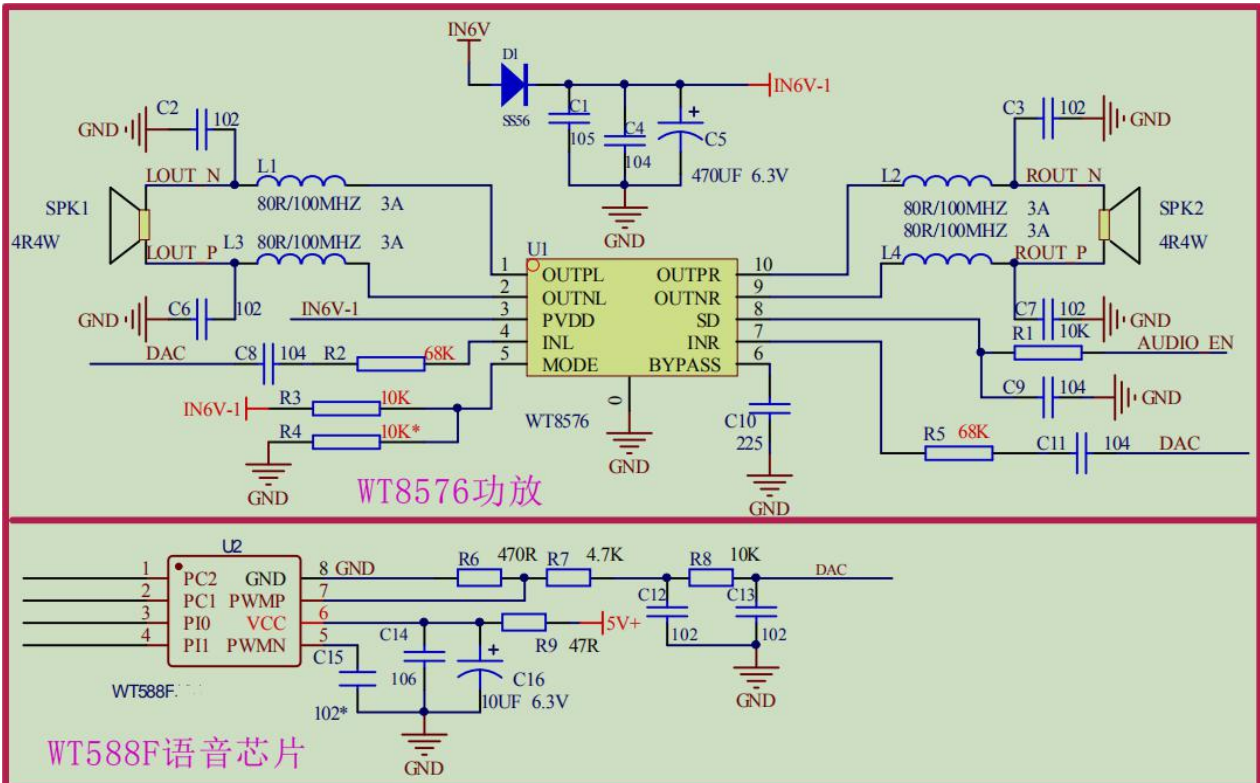 IN6V
D1
SS56
IN6V-1
C1
105
C4
104
C5
470UF 6.3V
GND
C2
102
GND
LOUT_N
L1
80R/100MHZ 3A
SPK1
4R4W
LOUT_P
L3
80R/100MHZ 3A
GND
C6
102
C3
102
GND
L2
ROUT_N
80R/100MHZ 3A
80R/100MHZ 3A
SPK2
4R4W
L4
ROUT_P
C7
102
GND
U1
1 OUTPL OUTPR 10
2 OUTNL OUTNR 9
3 PVDD SD 8
4 INL INR 7
5 MODE BYPASS 6
0
WT8576
GND
IN6V-1
DAC
C8
104
R2
68K
IN6V-1
R3
10K
R4
10K*
GND
R1
10K
AUDIO_EN
C9
104
GND
C10
225
GND
R5
68K
C11
104
DAC
WT8576功放
U2
1 PC2 GND 8 GND
2 PC1 PWMP 7
3 PI0 VCC 6
4 PI1 PWMN 5
WT588F
R6
470R
R7
4.7K
R8
10K
DAC
C12
102
C13
102
GND
R9
47R
5V+
C14
106
C15
102*
C16
10UF 6.3V
GND
WT588F语音芯片